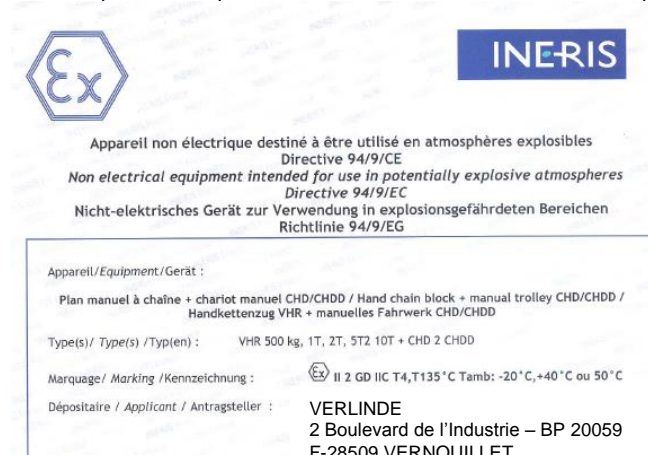 Ex
INERIS
Appareil non électrique destiné à être utilisé en atmosphères explosibles
Directive 94/9/CE
Non electrical equipment intended for use in potentially explosive atmospheres
Directive 94/9/EC
Nicht-elektrisches Gerät zur Verwendung in explosionsgefährdeten Bereichen
Richtlinie 94/9/EG
Appareil/Equipment/Gerät :
Plan manuel à chaîne + chariot manuel CHD/CHDD / Hand chain block + manual trolley CHD/CHDD /
Handkettenzug VHR + manuelles Fahrwerk CHD/CHDD
Type(s)/ Type(s) /Typ(en) : VHR 500 kg, 1T, 2T, 5T2 10T + CHD 2 CHDD
Marquage/ Marking /Kennzeichnung : Ex II 2 GD IIC T4,T135°C Tamb: -20°C,+40°C ou 50°C
Dépositaire / Applicant / Antragsteller : VERLINDE
2 Boulevard de l'Industrie – BP 20059
F-28509 VERNOUILLET